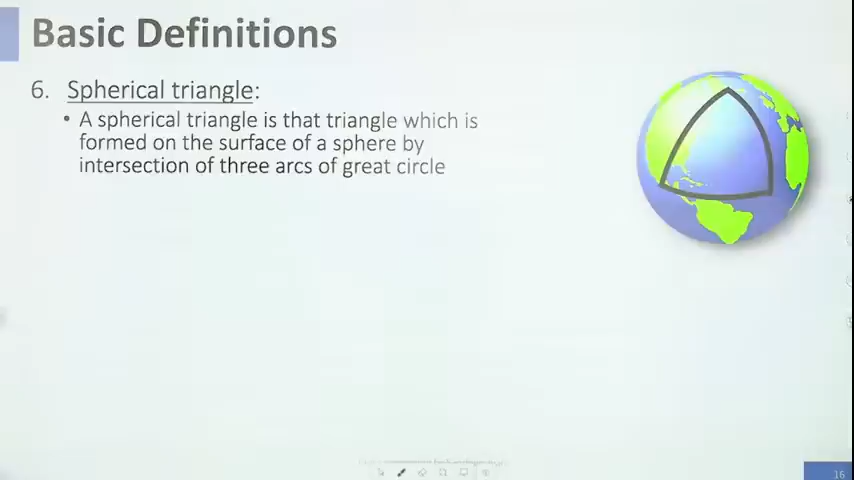 Basic Definitions
6. Spherical triangle:
• A spherical triangle is that triangle which is
formed on the surface of a sphere by
intersection of three arcs of great circle
16